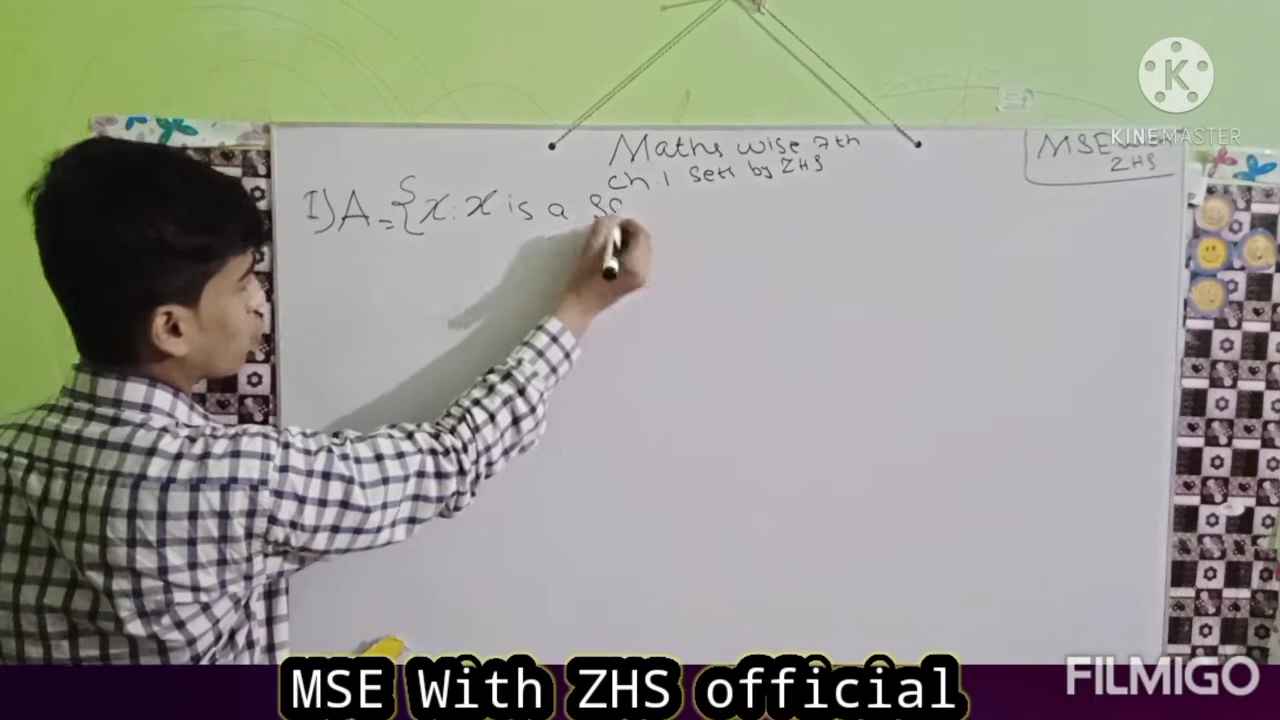 KINEMASTER
Maths wise 7th
Ch 1 sets by ZHS
MSE
ZHS
I) A = {x : x is a
MSE With ZHS official
FILMIGO